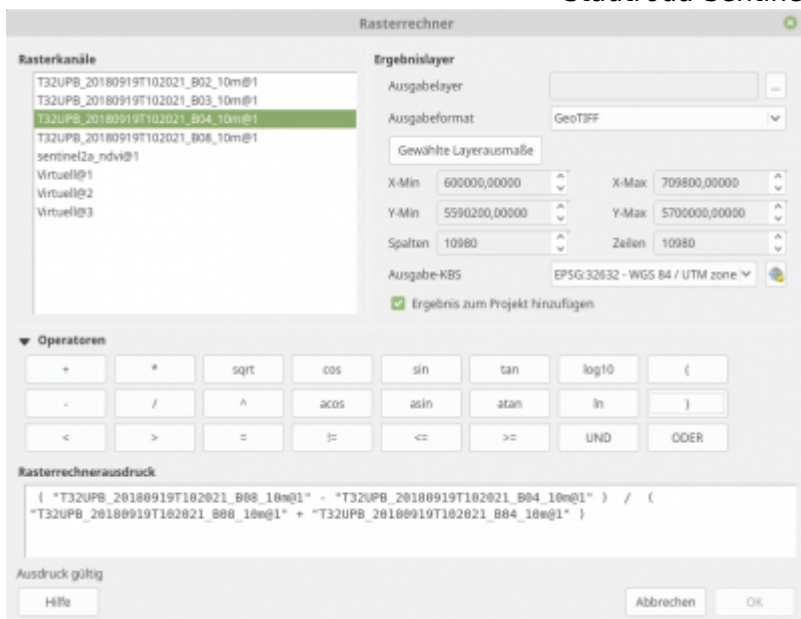 Rasterrechner
Rasterkanäle
T32UPB_20180919T102021_B02_10m@1
T32UPB_20180919T102021_B03_10m@1
T32UPB_20180919T102021_B04_10m@1
T32UPB_20180919T102021_B08_10m@1
sentinel2a_ndvi@1
Virtuell@1
Virtuell@2
Virtuell@3
Ergebnislayer
Ausgabelayer ...
Ausgabeformat GeoTIFF
Gewählte Layerausmaße
X-Min 600000,00000 X-Max 709800,00000
Y-Min 5590200,00000 Y-Max 5700000,00000
Spalten 10980 Zeilen 10980
Ausgabe-KBS EPSG:32632 - WGS 84 / UTM zone
Ergebnis zum Projekt hinzufügen
Operatoren
+ * sqrt cos sin tan log10 (
- / ^ acos asin atan ln )
< > = != <= >= UND ODER
Rasterrechnerausdruck
( "T32UPB_20180919T102021_B08_10m@1" - "T32UPB_20180919T102021_B04_10m@1" ) / (
"T32UPB_20180919T102021_B08_10m@1" + "T32UPB_20180919T102021_B04_10m@1" )
Ausdruck gültig
Hilfe Abbrechen OK